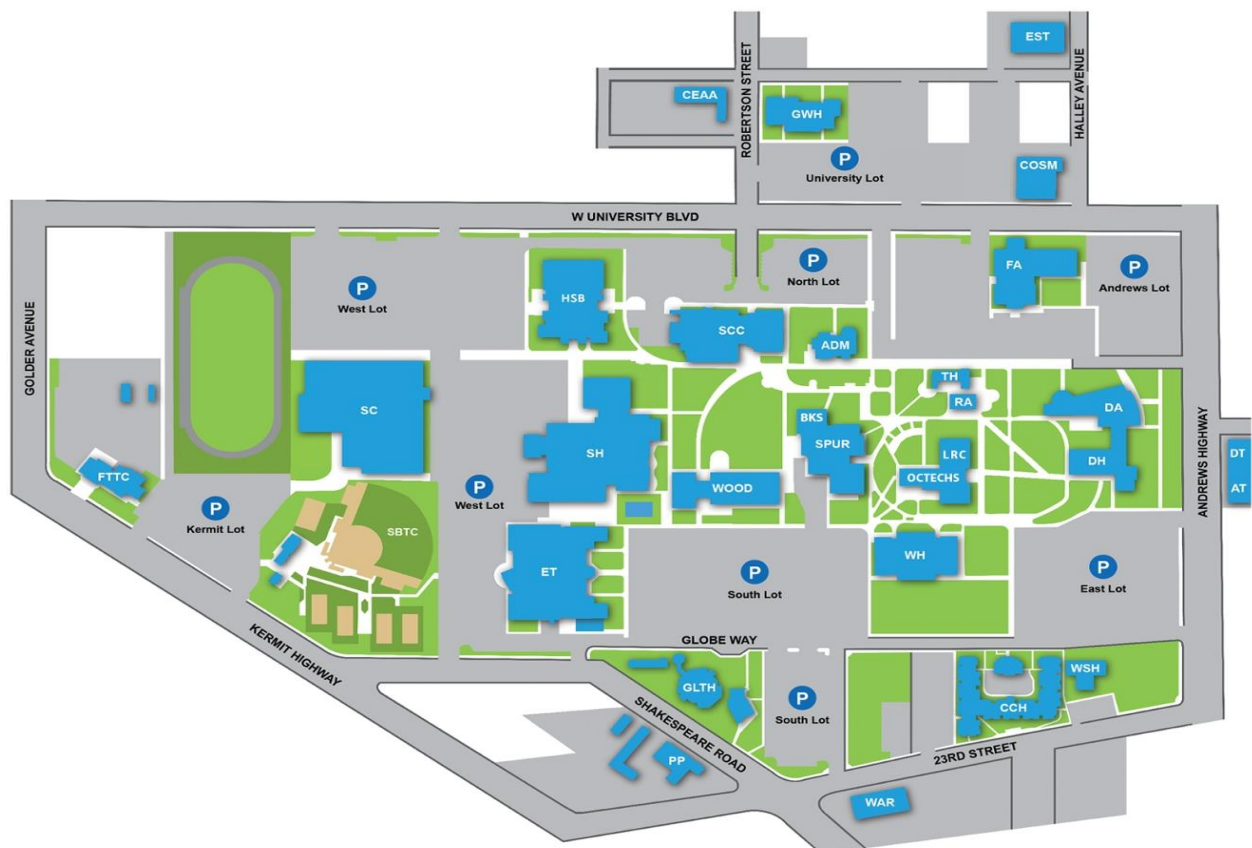 EST
CEAA
ROBERTSON STREET
GWH
HALLEY AVENUE
P
University Lot
COSM
W UNIVERSITY BLVD
P
West Lot
HSB
P
North Lot
FA
P
Andrews Lot
GOLDER AVENUE
SCC
ADM
TH
RA
SC
BKS
SPUR
DA
SH
LRC
DH
ANDREWS HIGHWAY
DT
AT
FTTC
P
Kermit Lot
P
West Lot
WOOD
OCTECHS
SBTC
ET
P
South Lot
WH
P
East Lot
KERMIT HIGHWAY
GLOBE WAY
GLTH
P
South Lot
WSH
CCH
SHAKESPEARE ROAD
PP
23RD STREET
WAR